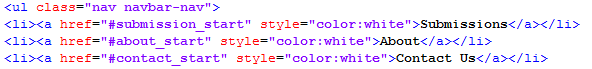 <ul class="nav navbar-nav">
<li><a href="#submission_start" style="color:white">Submissions</a></li>
<li><a href="#about_start" style="color:white">About</a></li>
<li><a href="#contact_start" style="color:white">Contact Us</a></li>